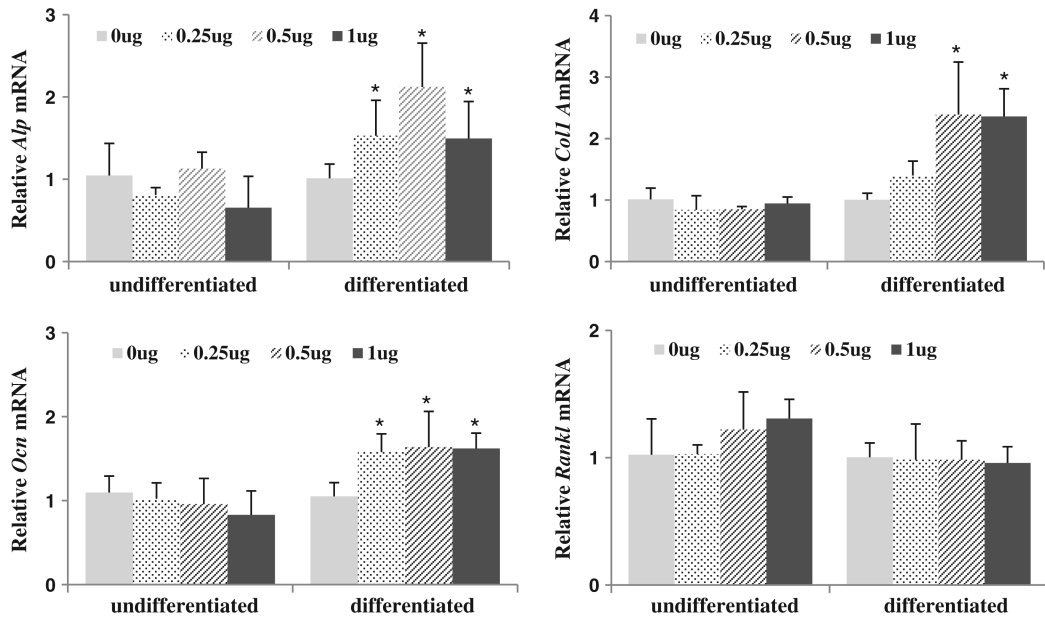 Relative Alp mRNA
3
2
1
0
0ug 0.25ug 0.5ug 1ug
* * *
undifferentiated differentiated
Relative Col1 AmRNA
4
3
2
1
0
0ug 0.25ug 0.5ug 1ug
* *
undifferentiated differentiated
Relative Ocn mRNA
3
2
1
0
0ug 0.25ug 0.5ug 1ug
* * *
undifferentiated differentiated
Relative Rankl mRNA
2
1
0
0ug 0.25ug 0.5ug 1ug
undifferentiated differentiated